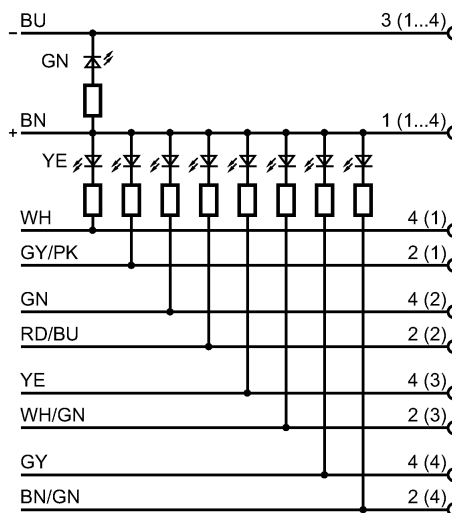 BU 3 (1...4)
−
GN
BN 1 (1...4)
+
YE
WH 4 (1)
GY/PK 2 (1)
GN 4 (2)
RD/BU 2 (2)
YE 4 (3)
WH/GN 2 (3)
GY 4 (4)
BN/GN 2 (4)